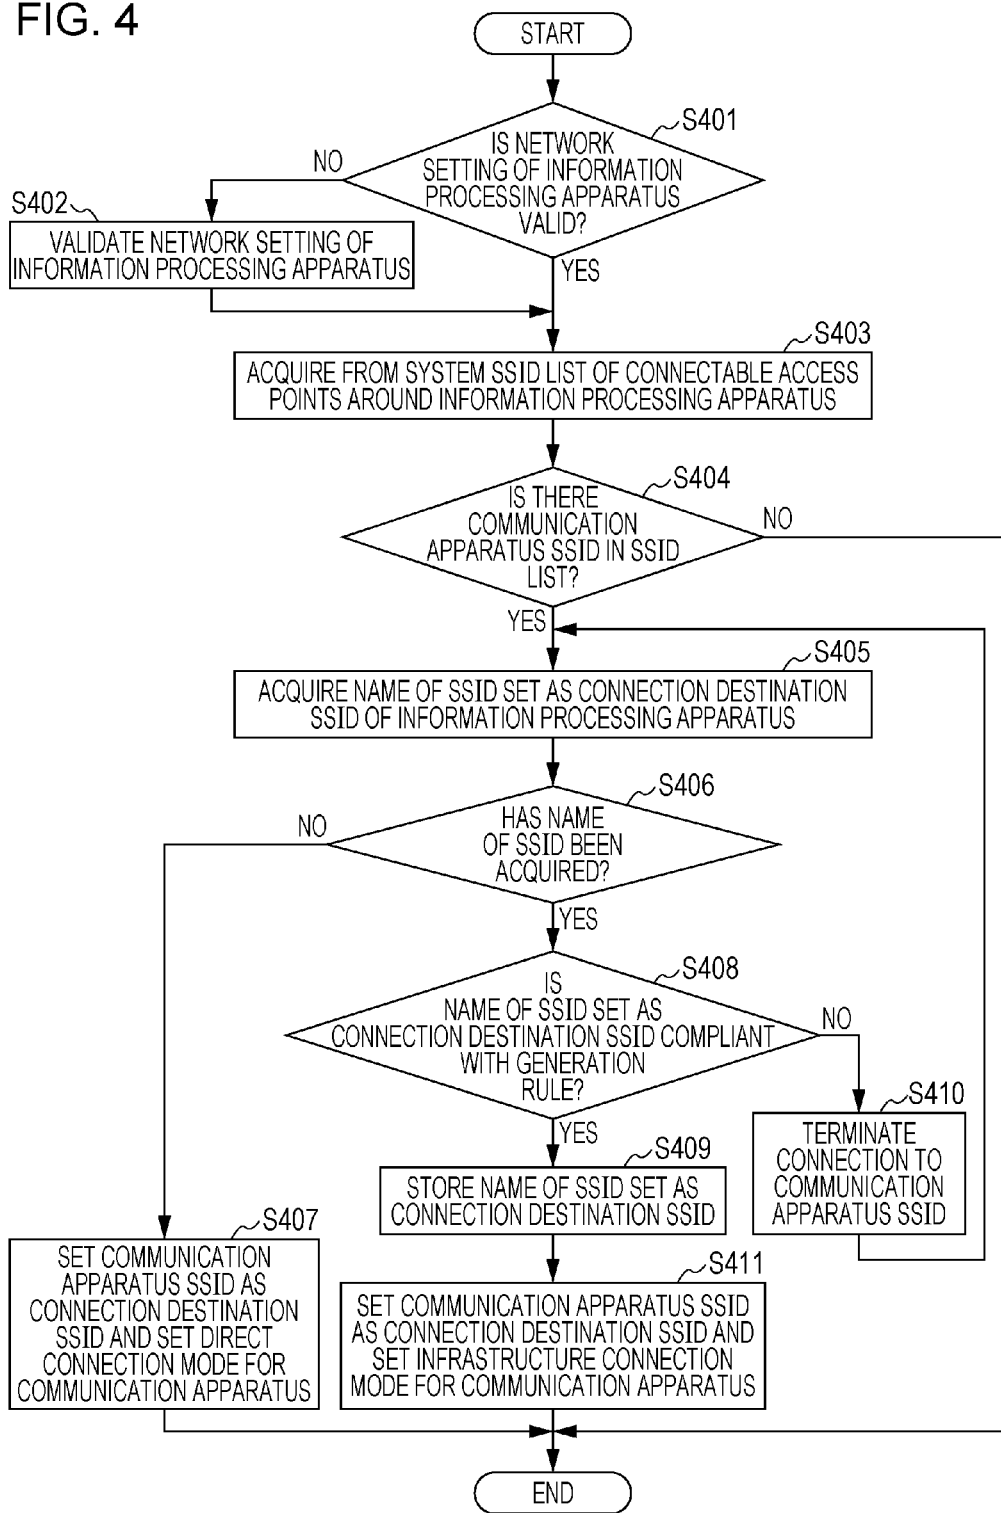 FIG. 4
START
S401
IS NETWORK
SETTING OF INFORMATION
PROCESSING APPARATUS
VALID?
NO
YES
S402
VALIDATE NETWORK SETTING OF
INFORMATION PROCESSING APPARATUS
S403
ACQUIRE FROM SYSTEM SSID LIST OF CONNECTABLE ACCESS
POINTS AROUND INFORMATION PROCESSING APPARATUS
S404
IS THERE
COMMUNICATION
APPARATUS SSID IN SSID
LIST?
NO
YES
S405
ACQUIRE NAME OF SSID SET AS CONNECTION DESTINATION
SSID OF INFORMATION PROCESSING APPARATUS
S406
HAS NAME
OF SSID BEEN
ACQUIRED?
NO
YES
S408
IS
NAME OF SSID SET AS
CONNECTION DESTINATION SSID COMPLIANT
WITH GENERATION
RULE?
NO
YES
S410
TERMINATE
CONNECTION TO
COMMUNICATION
APPARATUS SSID
S409
STORE NAME OF SSID SET AS
CONNECTION DESTINATION SSID
S407
SET COMMUNICATION
APPARATUS SSID AS
CONNECTION DESTINATION
SSID AND SET DIRECT
CONNECTION MODE FOR
COMMUNICATION APPARATUS
S411
SET COMMUNICATION APPARATUS SSID
AS CONNECTION DESTINATION SSID AND
SET INFRASTRUCTURE CONNECTION
MODE FOR COMMUNICATION APPARATUS
END